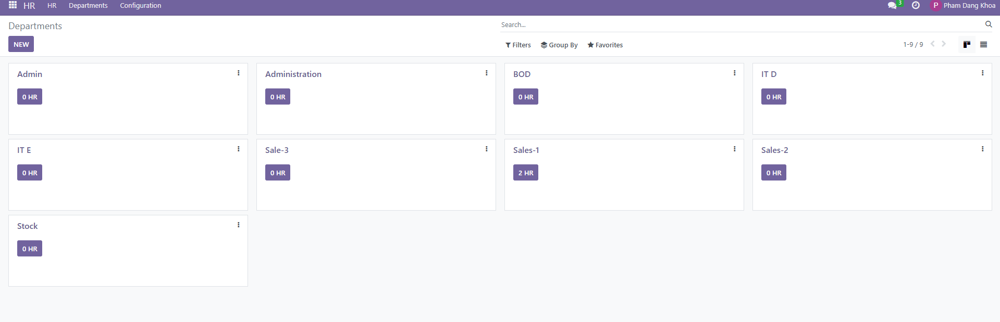 HR HR Departments Configuration 3 P Pham Dang Khoa
Departments
Search...
NEW
Filters Group By Favorites 1-9 / 9
Admin
0 HR
Administration
0 HR
BOD
0 HR
IT D
0 HR
IT E
0 HR
Sale-3
0 HR
Sales-1
2 HR
Sales-2
0 HR
Stock
0 HR